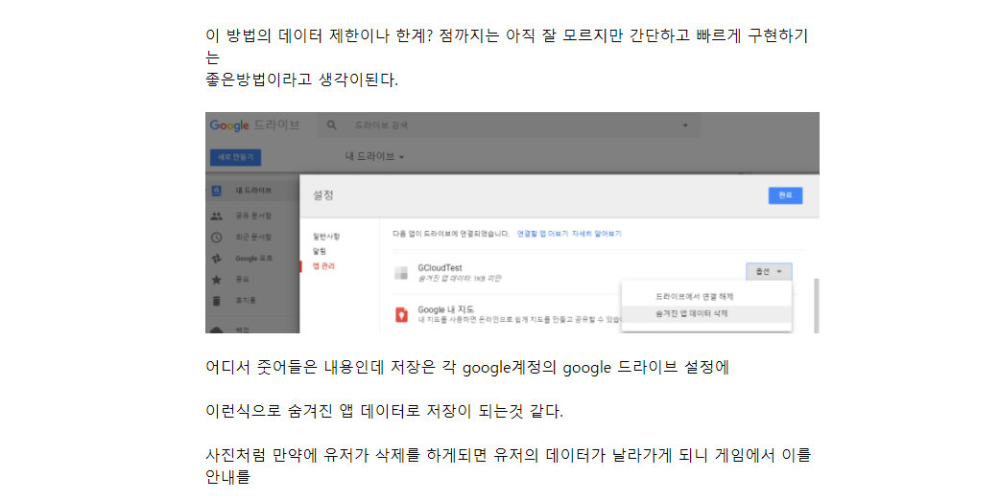 이 방법의 데이터 제한이나 한계? 점까지는 아직 잘 모르지만 간단하고 빠르게 구현하기
는
좋은방법이라고 생각이된다.
Google 드라이브
드라이브 검색
새로 만들기
내 드라이브
내 드라이브
설정
완료
공유 문서함
일반사항
다음 앱이 드라이브에 연결되었습니다. 연결할 앱 더보기 자세히 알아보기
최근 문서함
알림
Google 포토
앱 관리
GCloudTest
옵션
숨겨진 앱 데이터 1KB 미만
중요
드라이브에서 연결 해제
휴지통
Google 내 지도
숨겨진 앱 데이터 삭제
내 지도를 사용하면 온라인으로 쉽게 지도를 만들고 공유할 수 있습
백업
어디서 줏어들은 내용인데 저장은 각 google계정의 google 드라이브 설정에
이런식으로 숨겨진 앱 데이터로 저장이 되는것 같다.
사진처럼 만약에 유저가 삭제를 하게되면 유저의 데이터가 날라가게 되니 게임에서 이를
안내를